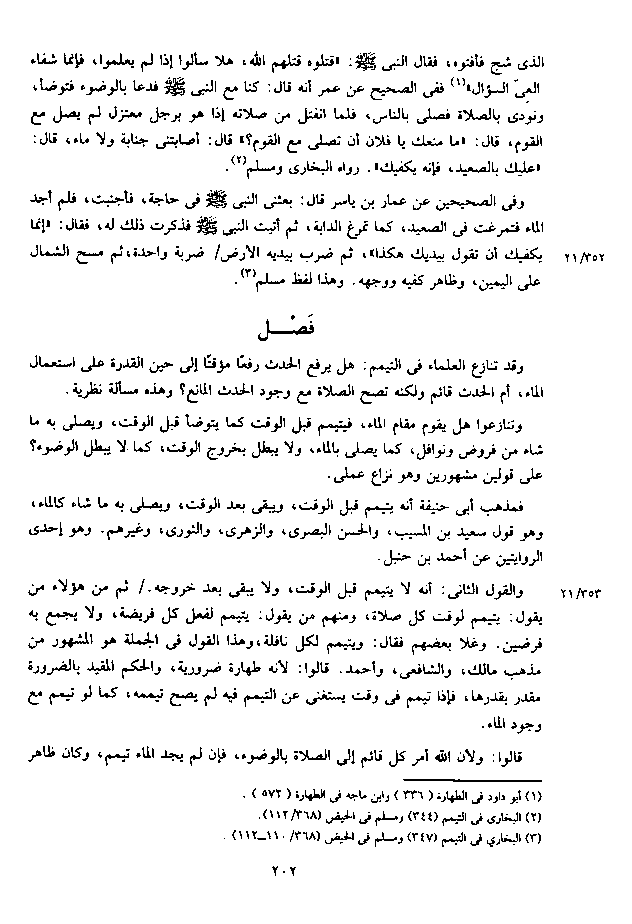 الذى شج فأفتوه، فقال النبى ﷺ: «قتلوه قتلهم الله، هلا سألوا إذا لم يعلموا، فإنما شفاء
العِىّ السؤال»(١) ففى الصحيح عن عمر أنه قال: كنا مع النبى ﷺ فدعا بالوضوء فتوضأ،
ونودى بالصلاة فصلى بالناس، فلما انفتل من صلاته إذا هو برجل معتزل لم يصل مع
القوم، قال: «ما منعك يا فلان أن تصلى مع القوم؟» قال: أصابتنى جنابة ولا ماء، قال:
«عليك بالصعيد، فإنه يكفيك». رواه البخارى ومسلم(٢).
وفى الصحيحين عن عمار بن ياسر قال: بعثنى النبى ﷺ فى حاجة، فأجنبت، فلم أجد
الماء فتمرغت فى الصعيد، كما تمرغ الدابة، ثم أتيت النبى ﷺ فذكرت ذلك له، فقال: «إنما
يكفيك أن تقول بيديك هكذا»، ثم ضرب بيديه الأرض/ ضربة واحدة، ثم مسح الشمال
٢١/٣٥٢
على اليمين، وظاهر كفيه ووجهه. وهذا لفظ مسلم(٣).
فَصْـــل
وقد تنازع العلماء فى التيمم: هل يرفع الحدث رفعًا مؤقتًا إلى حين القدرة على استعمال
الماء، أم الحدث قائم ولكنه تصح الصلاة مع وجود الحدث المانع؟ وهذه مسألة نظرية.
وتنازعوا هل يقوم مقام الماء، فيتيمم قبل الوقت كما يتوضأ قبل الوقت، ويصلى به ما
شاء من فروض ونوافل، كما يصلى بالماء، ولا يبطل بخروج الوقت، كما لا يبطل الوضوء؟
على قولين مشهورين وهو نزاع عملى.
فمذهب أبى حنيفة أنه يتيمم قبل الوقت، ويبقى بعد الوقت، ويصلى به ما شاء كالماء،
وهو قول سعيد بن المسيب، والحسن البصرى، والزهرى، والثورى، وغيرهم. وهو إحدى
الروايتين عن أحمد بن حنبل.
والقول الثانى: أنه لا يتيمم قبل الوقت، ولا يبقى بعد خروجه./ ثم من هؤلاء من
٢١/٣٥٣
يقول: يتيمم لوقت كل صلاة، ومنهم من يقول: يتيمم لفعل كل فريضة، ولا يجمع به
فرضين. وغلا بعضهم فقال: ويتيمم لكل نافلة، وهذا القول فى الجملة هو المشهور من
مذهب مالك، والشافعى، وأحمد. قالوا: لأنه طهارة ضرورية، والحكم المقيد بالضرورة
مقدر بقدرها، فإذا تيمم فى وقت يستغنى عن التيمم فيه لم يصح تيممه، كما لو تيمم مع
وجود الماء.
قالوا: ولأن الله أمر كل قائم إلى الصلاة بالوضوء، فإن لم يجد الماء تيمم، وكان ظاهر
(١) أبو داود فى الطهارة (٣٣٦) وابن ماجه فى الطهارة (٥٧٢).
(٢) البخارى فى التيمم (٣٤٤) ومسلم فى الحيض (٣٦٨/١١٢).
(٣) البخارى فى التيمم (٣٤٧) ومسلم فى الحيض (٣٦٨/١١٠ــ١١٢).
٢٠٢